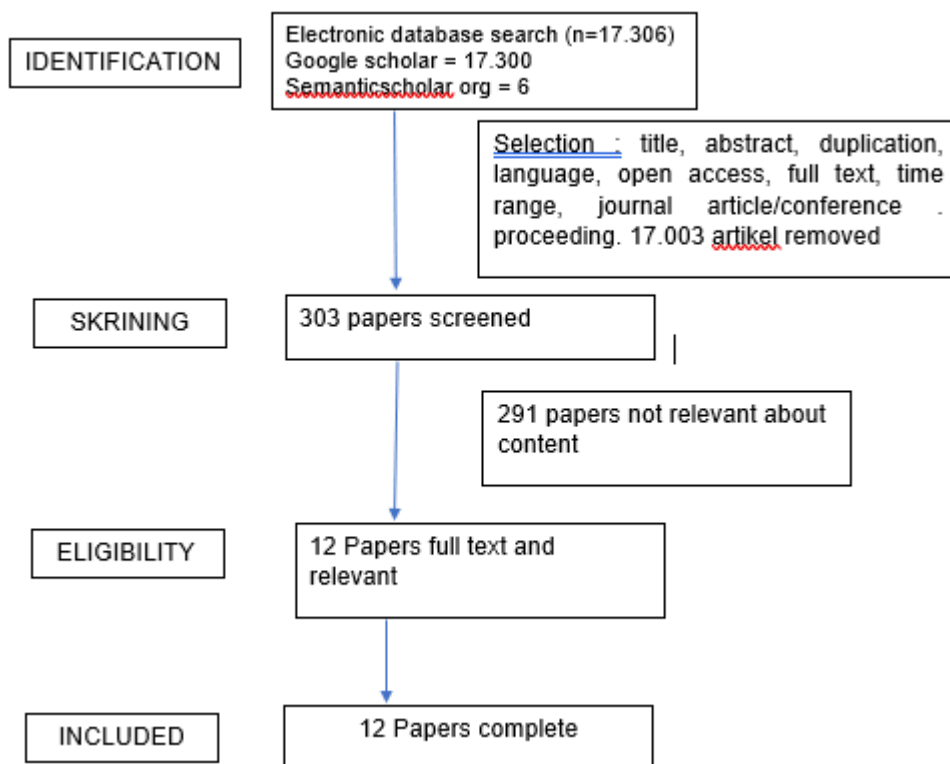 IDENTIFICATION
Electronic database search (n=17.306)
Google scholar = 17.300
Semanticscholar org = 6
Selection : title, abstract, duplication,
language, open access, full text, time
range, journal article/conference .
proceeding. 17.003 artikel removed
SKRINING
303 papers screened
291 papers not relevant about
content
ELIGIBILITY
12 Papers full text and
relevant
INCLUDED
12 Papers complete